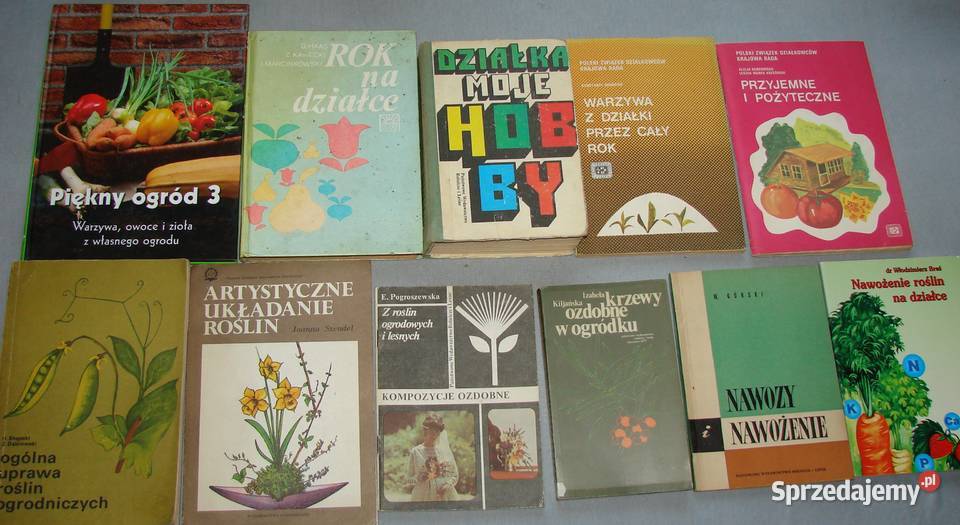 Piękny ogród 3
Warzywa, owoce i zioła
z własnego ogrodu
ROK
na
działce
DZIAŁKA
MOJE
HOB
BY
POLSKI ZWIĄZEK DZIAŁKOWCÓW
KRAJOWA RADA
WARZYWA
Z DZIAŁKI
PRZEZ CAŁY
ROK
POLSKI ZWIĄZEK DZIAŁKOWCÓW
KRAJOWA RADA
PRZYJEMNE
I POŻYTECZNE
ogólna
uprawa
roślin
ogrodniczych
ARTYSTYCZNE
UKŁADANIE
ROŚLIN
Joanna Szendel
E. Pogroszewska
Z roślin
ogrodowych
i leśnych
KOMPOZYCJE OZDOBNE
Izabela
Kiljańska
krzewy
ozdobne
w ogródku
W. GÓRSKI
NAWOZY
i
NAWOŻENIE
dr Włodzimierz Breś
Nawożenie roślin
na działce
N
K
P
Ca
Sprzedajemy.pl